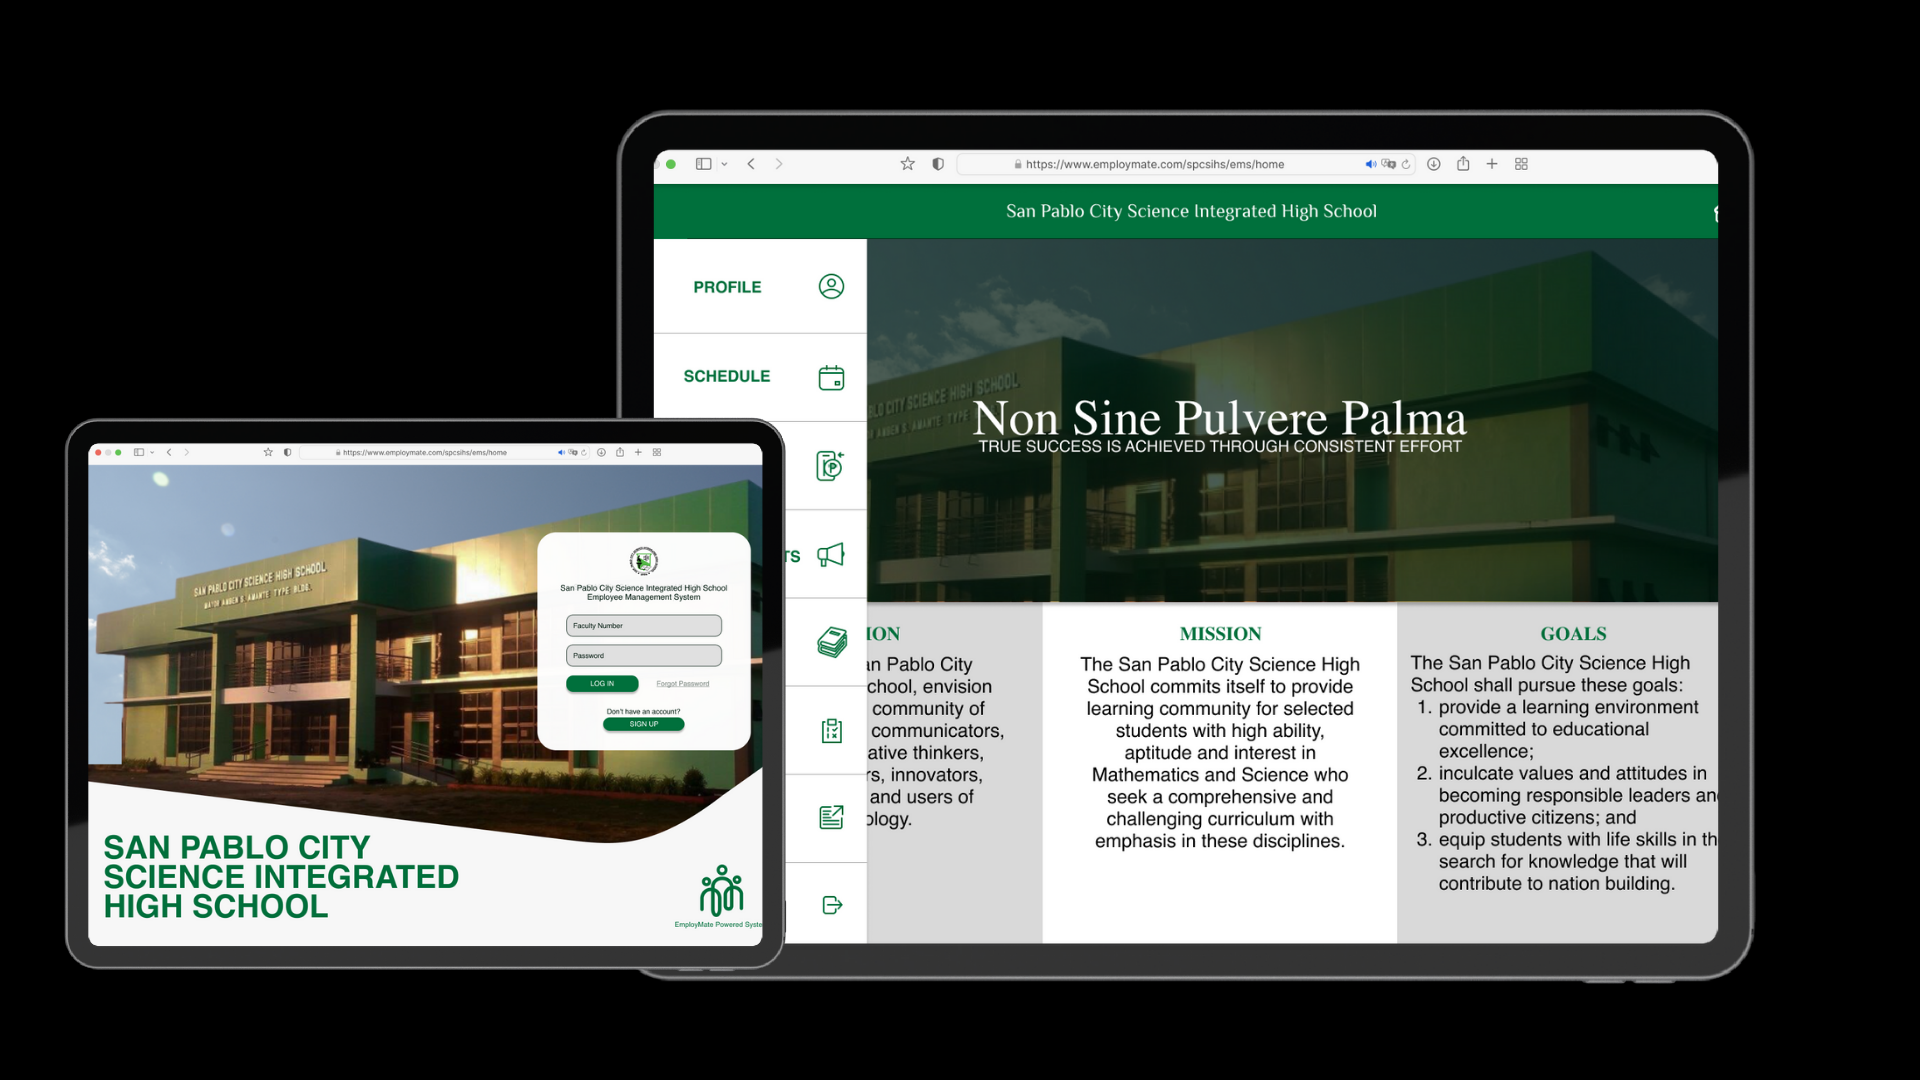 https://www.employmate.com/spcsihs/ems/home
San Pablo City Science Integrated High School
PROFILE
SCHEDULE
TS
Non Sine Pulvere Palma
TRUE SUCCESS IS ACHIEVED THROUGH CONSISTENT EFFORT
ION
an Pablo City
chool, envision
community of
communicators,
ative thinkers,
rs, innovators,
and users of
ology.
MISSION
The San Pablo City Science High
School commits itself to provide
learning community for selected
students with high ability,
aptitude and interest in
Mathematics and Science who
seek a comprehensive and
challenging curriculum with
emphasis in these disciplines.
GOALS
The San Pablo City Science High
School shall pursue these goals:
1. provide a learning environment
committed to educational
excellence;
2. inculcate values and attitudes in
becoming responsible leaders an
productive citizens; and
3. equip students with life skills in th
search for knowledge that will
contribute to nation building.
https://www.employmate.com/spcsihs/ems/home
SAN PABLO CITY SCIENCE HIGH SCHOOL
MAYOR AMBEN S. AMANTE TYPE BLDG.
San Pablo City Science Integrated High School
Employee Management System
Faculty Number
Password
LOG IN
Forgot Password
Don't have an account?
SIGN UP
SAN PABLO CITY
SCIENCE INTEGRATED
HIGH SCHOOL
EmployMate Powered Syste